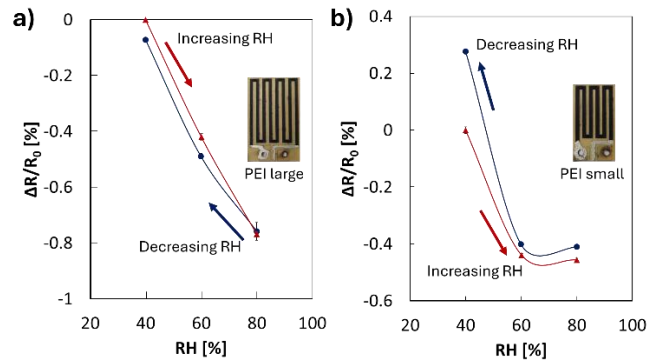 a)
0
-0.2
-0.4
-0.6
-0.8
-1
20 40 60 80 100
ΔR/R0 [%]
RH [%]
Increasing RH
PEI large
Decreasing RH
b)
0.4
0.2
0
-0.2
-0.4
-0.6
20 40 60 80 100
ΔR/R0 [%]
RH [%]
Decreasing RH
PEI small
Increasing RH